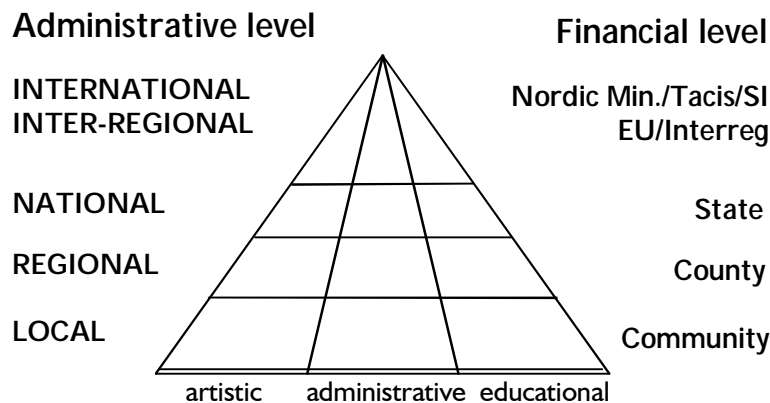 Administrative level
Financial level
INTERNATIONAL
INTER-REGIONAL
Nordic Min./Tacis/SI
EU/Interreg
NATIONAL
State
REGIONAL
County
LOCAL
Community
artistic administrative educational